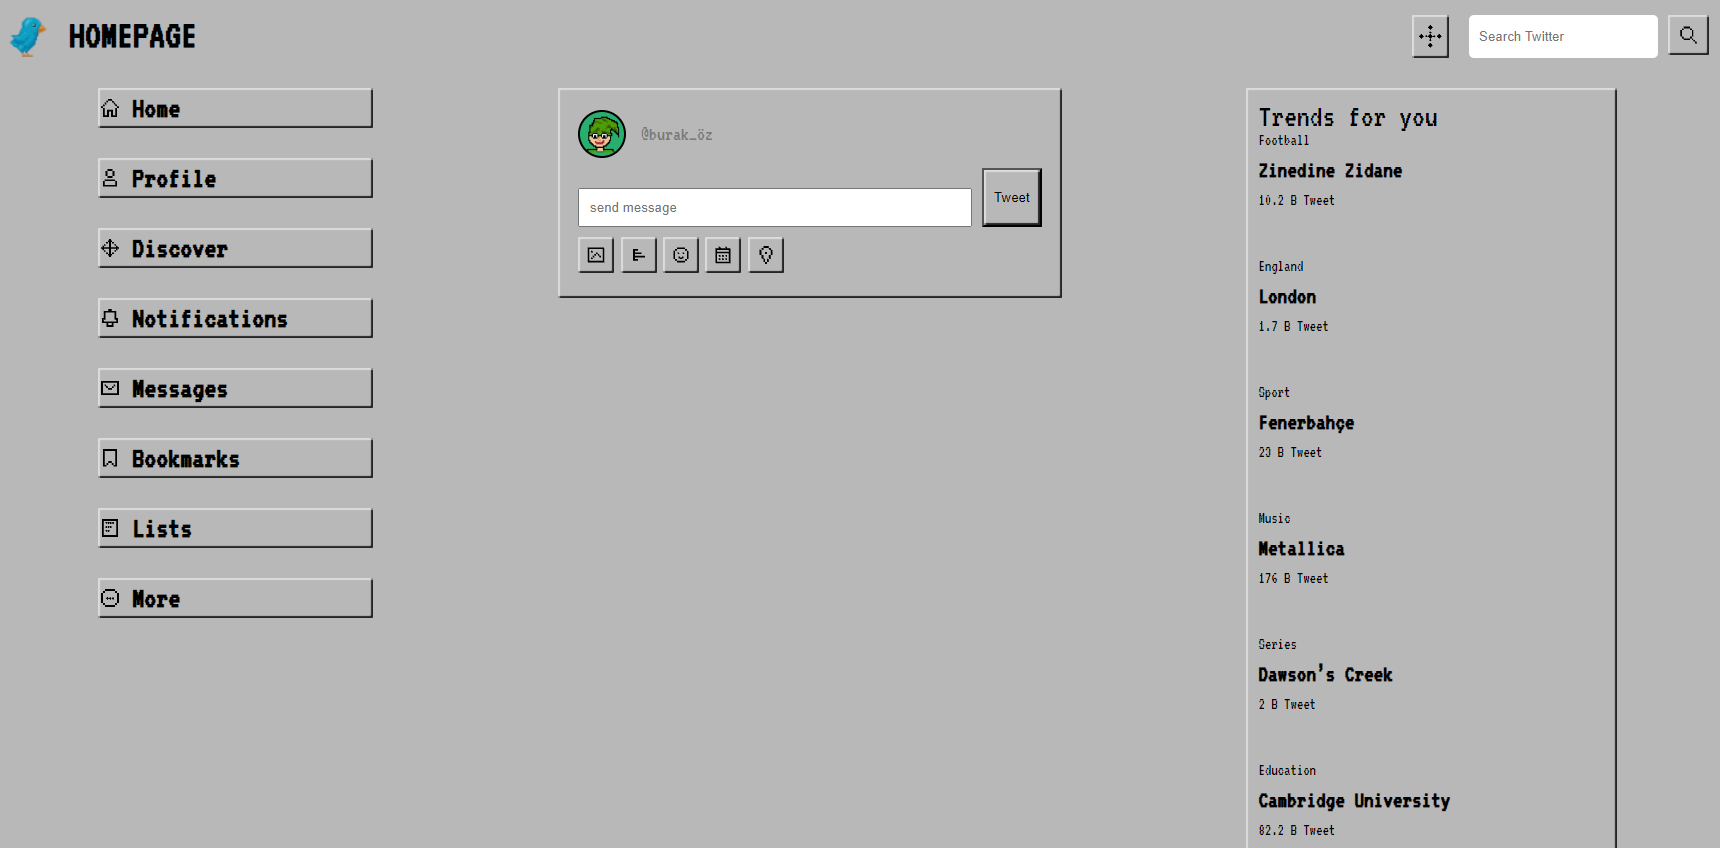 HOMEPAGE
Search Twitter
Home
Profile
Discover
Notifications
Messages
Bookmarks
Lists
More
@burak_öz
send message
Tweet
Trends for you
Football
Zinedine Zidane
10.2 B Tweet
England
London
1.7 B Tweet
Sport
Fenerbahçe
23 B Tweet
Music
Metallica
176 B Tweet
Series
Dawson's Creek
2 B Tweet
Education
Cambridge University
82.2 B Tweet